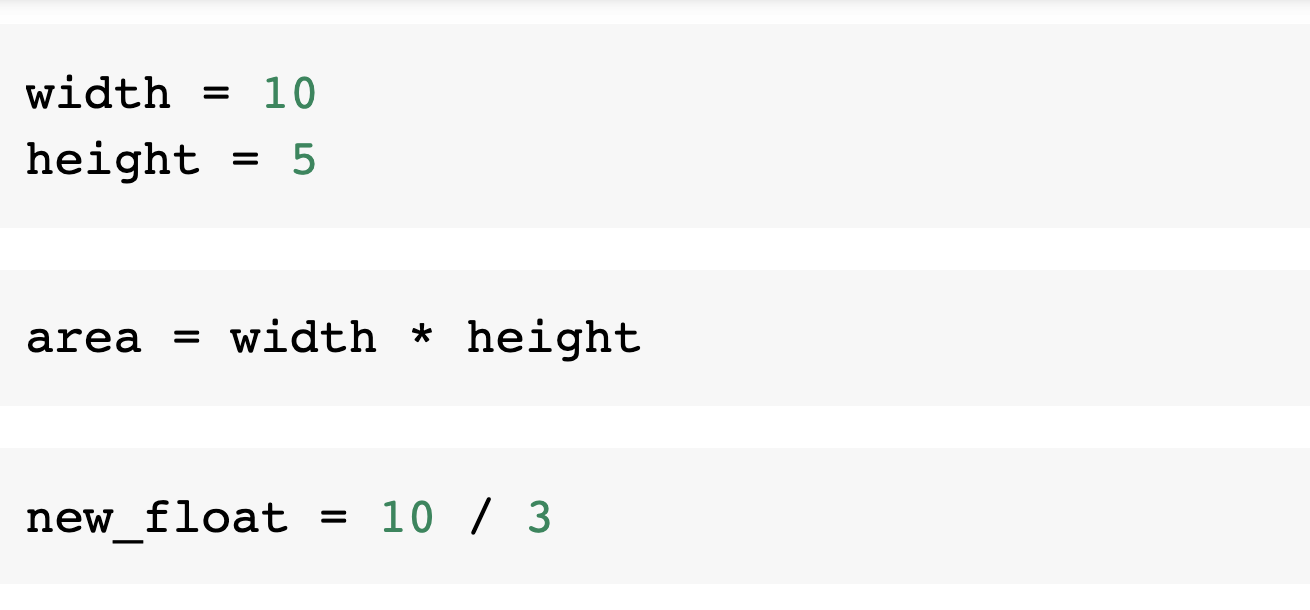 width = 10
height = 5
area = width * height
new_float = 10 / 3